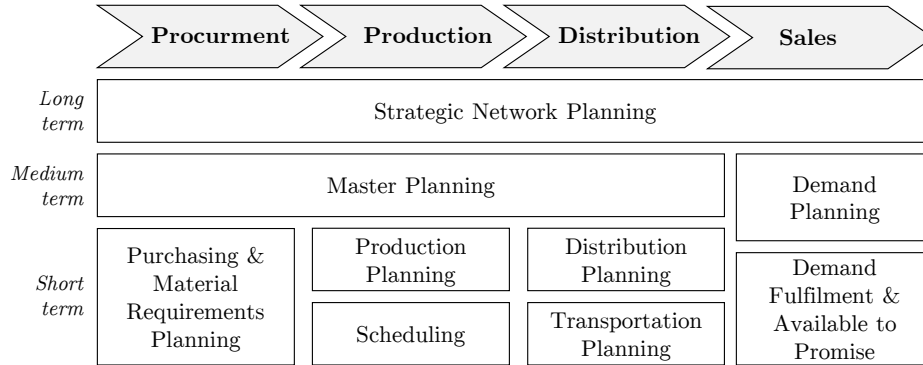 Procurment
Production
Distribution
Sales
Long
term
Strategic Network Planning
Medium
term
Master Planning
Demand
Planning
Short
term
Purchasing &
Material
Requirements
Planning
Production
Planning
Scheduling
Distribution
Planning
Transportation
Planning
Demand
Fulfilment &
Available to
Promise